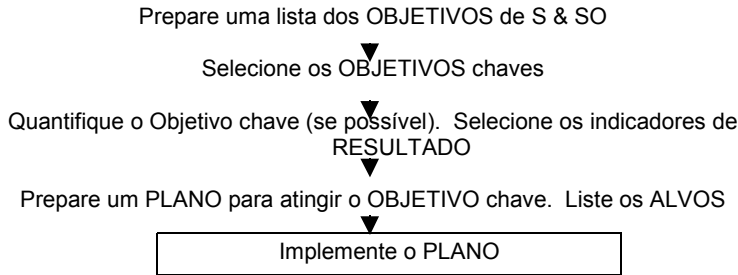 Prepare uma lista dos OBJETIVOS de S & SO
Selecione os OBJETIVOS chaves
Quantifique o Objetivo chave (se possível). Selecione os indicadores de
RESULTADO
Prepare um PLANO para atingir o OBJETIVO chave. Liste os ALVOS
Implemente o PLANO